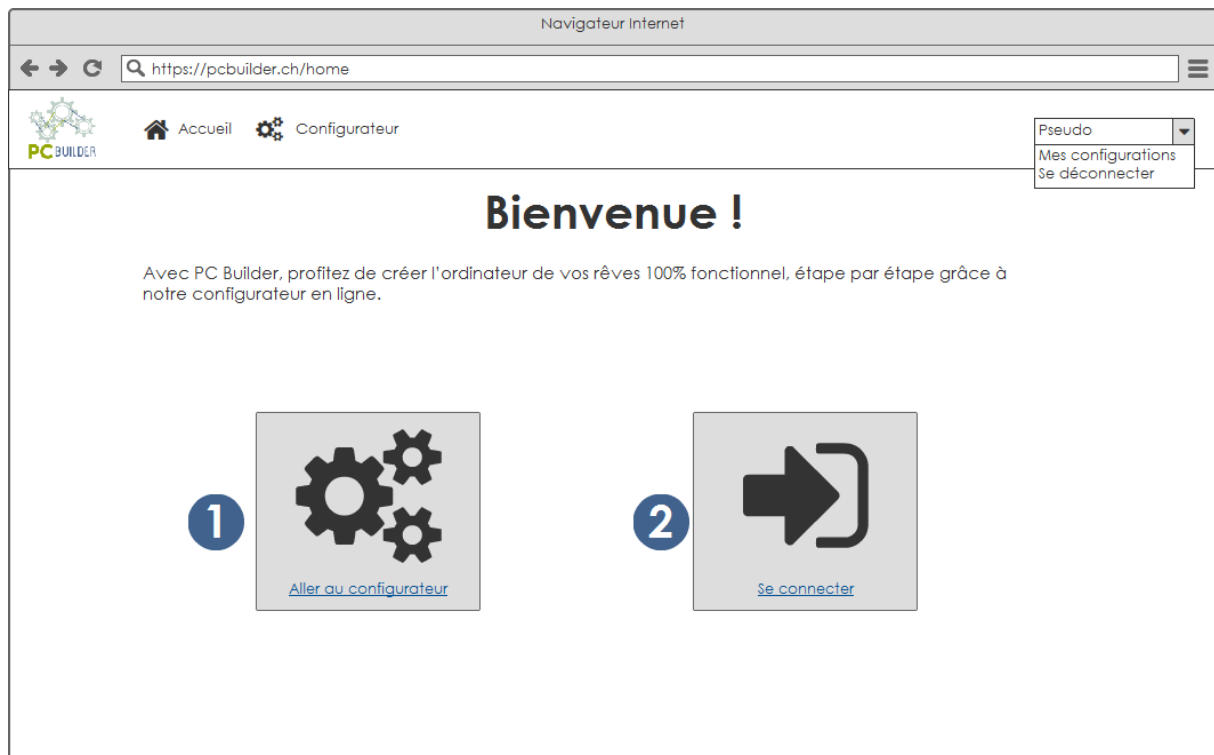 Navigateur Internet
https://pcbuilder.ch/home
PC BUILDER
Accueil
Configurateur
Pseudo
Mes configurations
Se déconnecter
Bienvenue !
Avec PC Builder, profitez de créer l'ordinateur de vos rêves 100% fonctionnel, étape par étape grâce à
notre configurateur en ligne.
1
Aller au configurateur
2
Se connecter